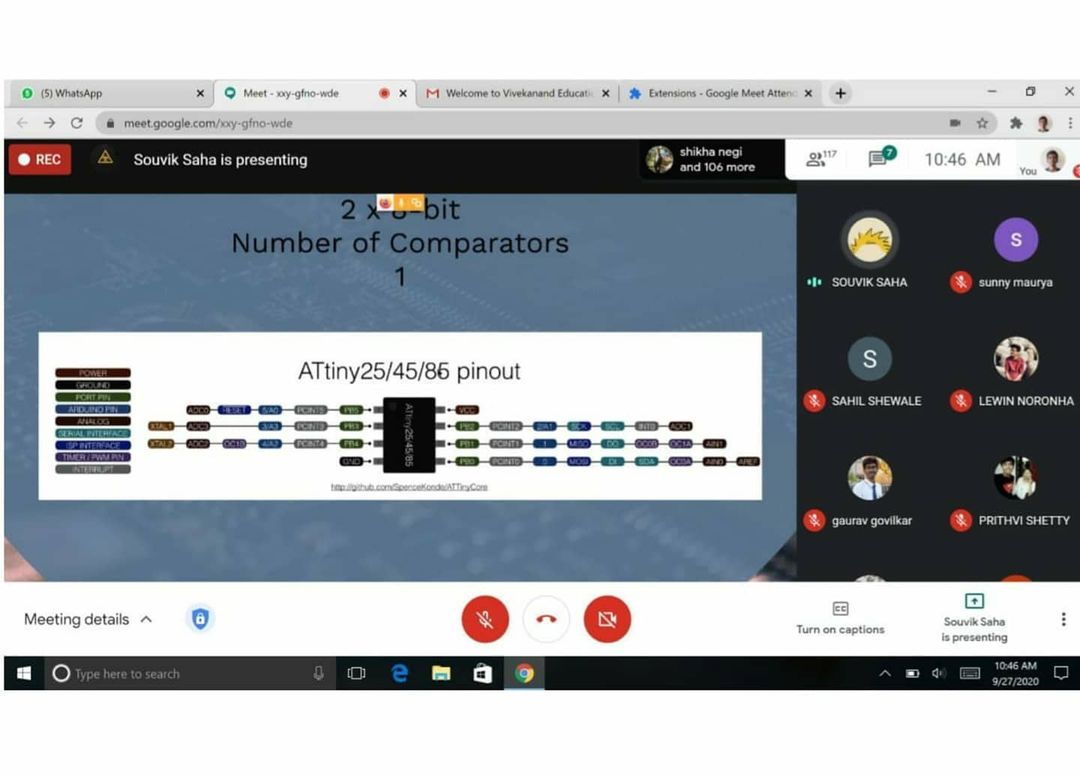 (5) WhatsApp
Meet - xxy-gfno-wde
Welcome to Vivekanand Educati
Extensions - Google Meet Atten
meet.google.com/xxy-gfno-wde
REC
Souvik Saha is presenting
shikha negi
and 106 more
117
7
10:46 AM
You
2 x 8-bit
Number of Comparators
1
ATtiny25/45/85 pinout
POWER
GROUND
PORT PIN
ARDUINO PIN
ANALOG
SERIAL INTERFACE
ISP INTERFACE
TIMER / PWM PIN
INTERRUPT
ADC0 RESET 5/A0 PCINT5 PB5
XTAL1 ADC3 3/A3 PCINT3 PB3
XTAL2 ADC2 OC1B 4/A2 PCINT4 PB4
GND
ATtiny25/45/85
VCC
PB2 PCINT2 2/A1 SCK SCL INT0 ADC1
PB1 PCINT1 1 MISO DO OC0B OC1A AIN1
PB0 PCINT0 0 MOSI DI SDA OC0A AIN0 AREF
http://github.com/SpenceKonde/ATTinyCore
SOUVIK SAHA
S
sunny maurya
S
SAHIL SHEWALE
LEWIN NORONHA
gaurav govilkar
PRITHVI SHETTY
Meeting details
Turn on captions
Souvik Saha
is presenting
Type here to search
10:46 AM
9/27/2020